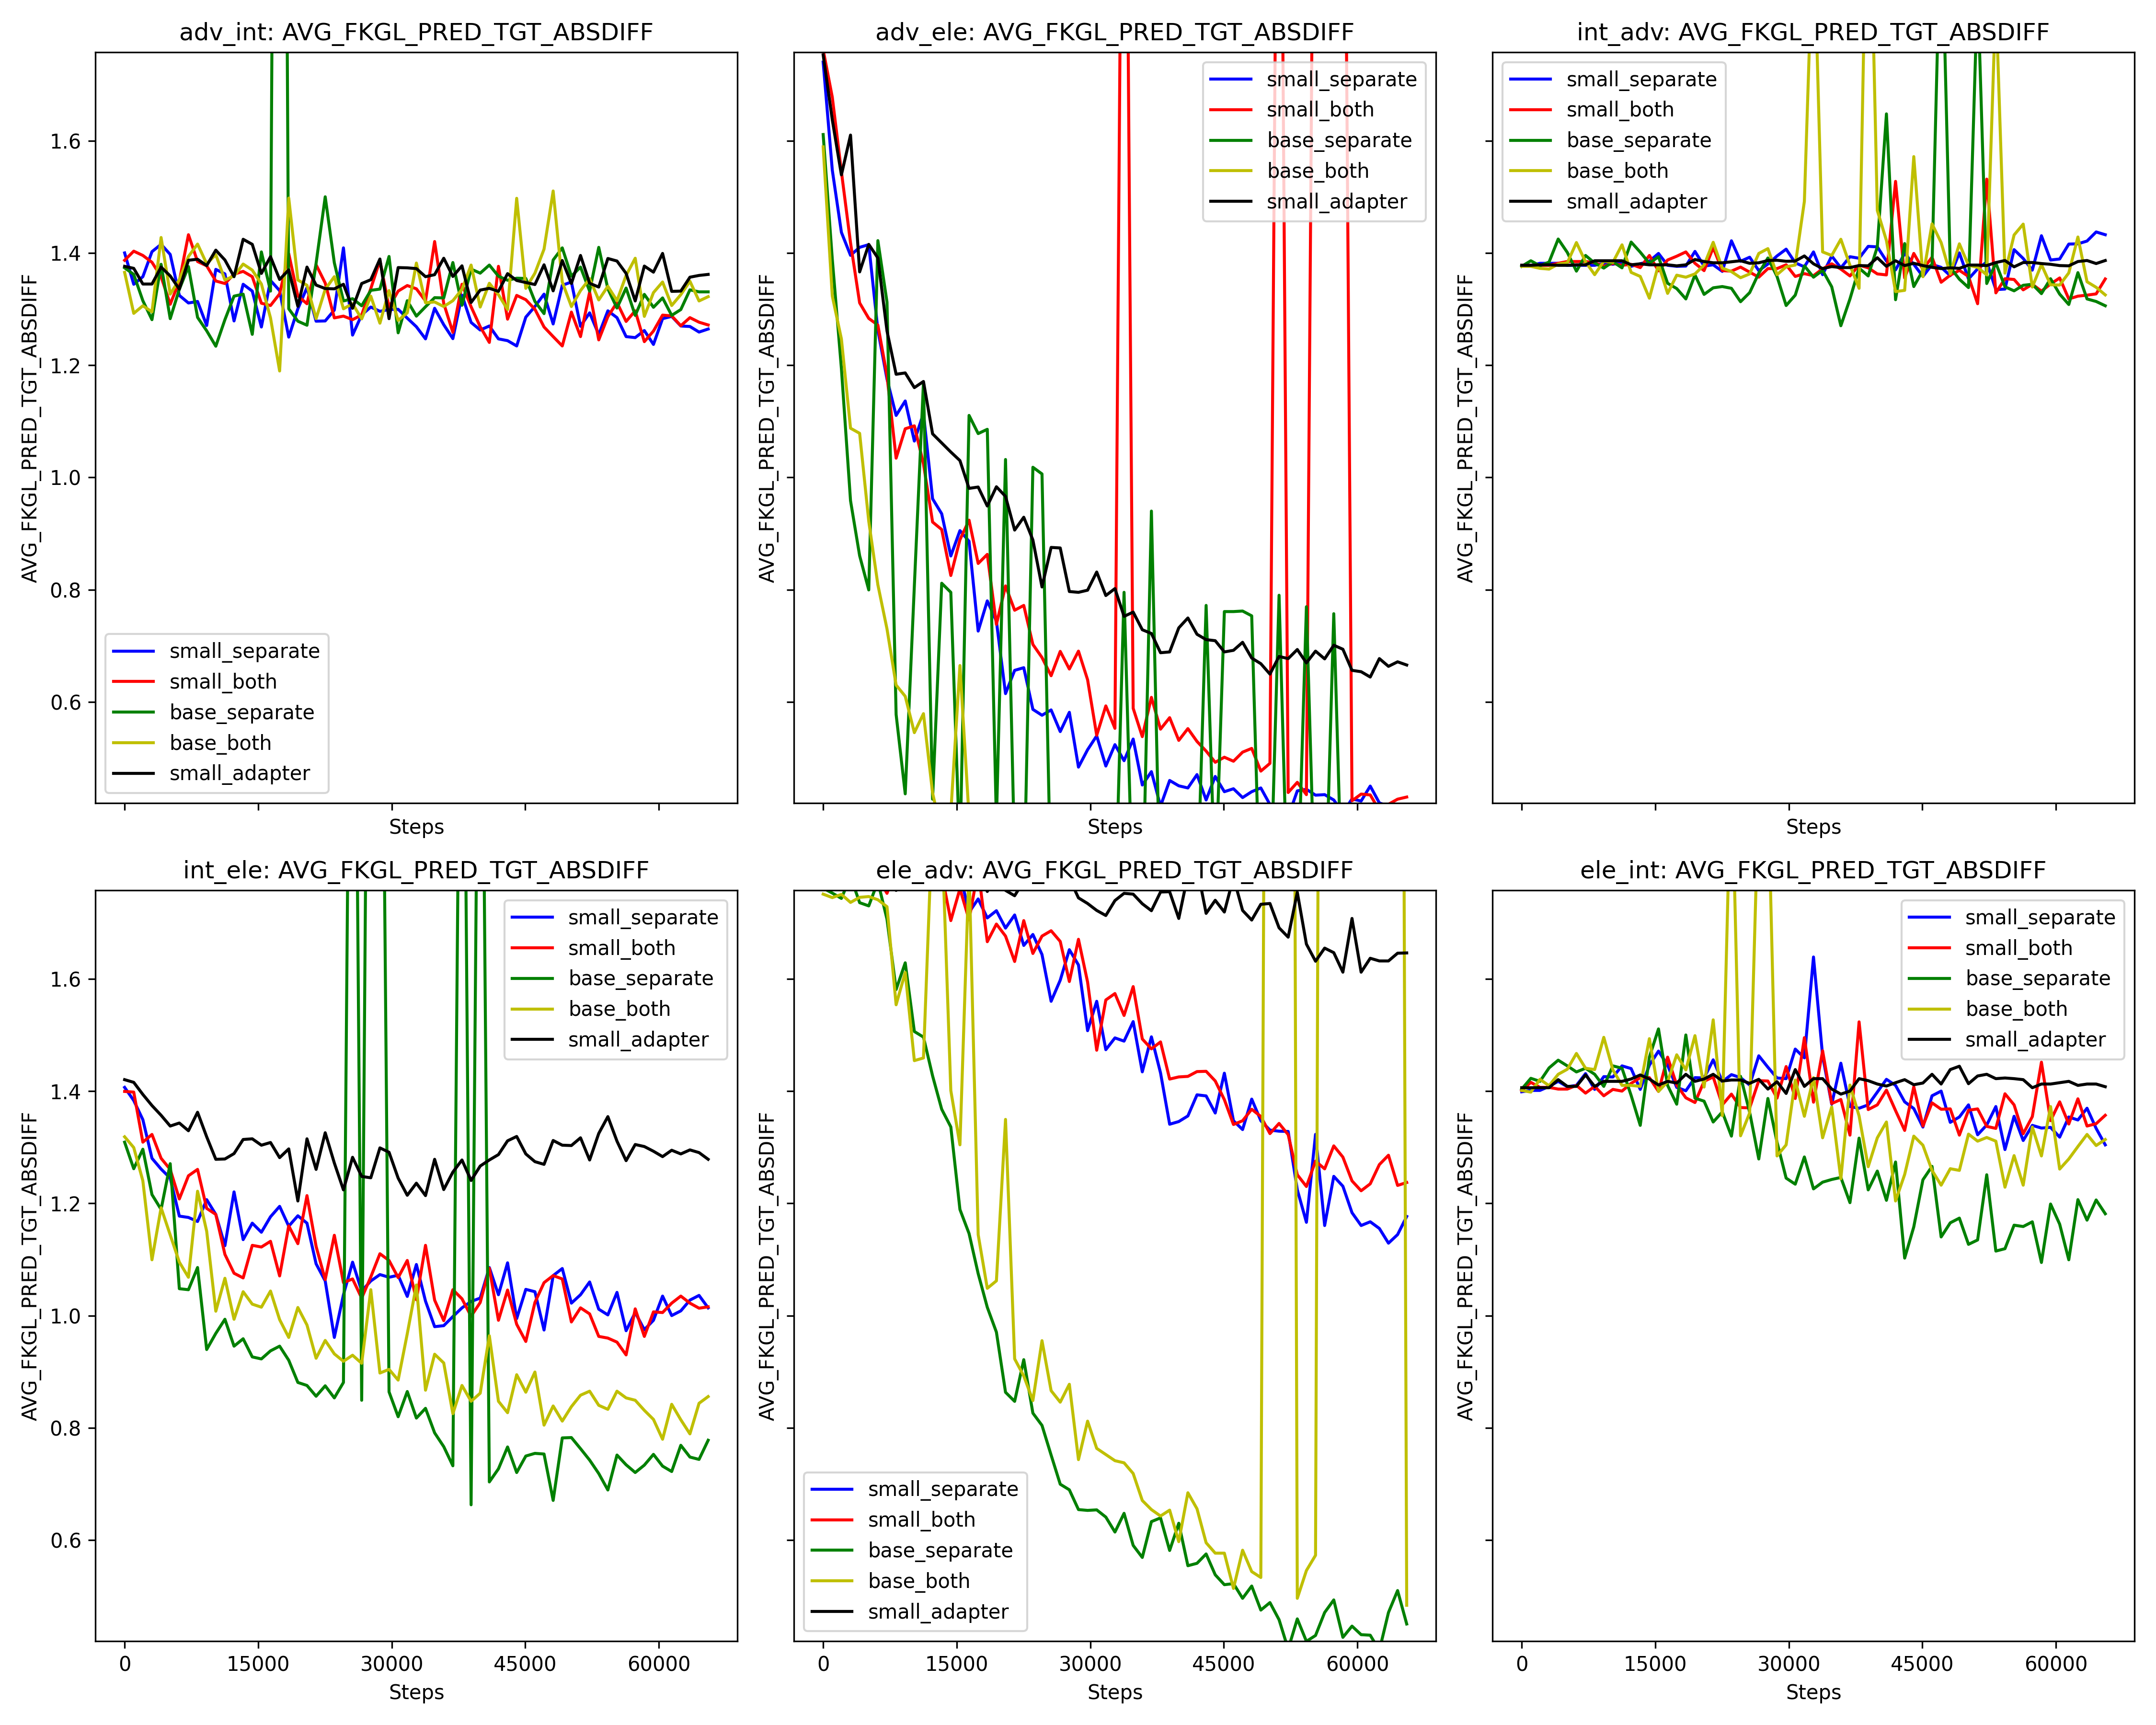 adv_int: AVG_FKGL_PRED_TGT_ABSDIFF
AVG_FKGL_PRED_TGT_ABSDIFF
1.6
1.4
1.2
1.0
0.8
0.6
small_separate
small_both
base_separate
base_both
small_adapter
Steps
adv_ele: AVG_FKGL_PRED_TGT_ABSDIFF
AVG_FKGL_PRED_TGT_ABSDIFF
small_separate
small_both
base_separate
base_both
small_adapter
Steps
int_adv: AVG_FKGL_PRED_TGT_ABSDIFF
AVG_FKGL_PRED_TGT_ABSDIFF
small_separate
small_both
base_separate
base_both
small_adapter
Steps
int_ele: AVG_FKGL_PRED_TGT_ABSDIFF
AVG_FKGL_PRED_TGT_ABSDIFF
1.6
1.4
1.2
1.0
0.8
0.6
small_separate
small_both
base_separate
base_both
small_adapter
0 15000 30000 45000 60000
Steps
ele_adv: AVG_FKGL_PRED_TGT_ABSDIFF
AVG_FKGL_PRED_TGT_ABSDIFF
small_separate
small_both
base_separate
base_both
small_adapter
0 15000 30000 45000 60000
Steps
ele_int: AVG_FKGL_PRED_TGT_ABSDIFF
AVG_FKGL_PRED_TGT_ABSDIFF
small_separate
small_both
base_separate
base_both
small_adapter
0 15000 30000 45000 60000
Steps